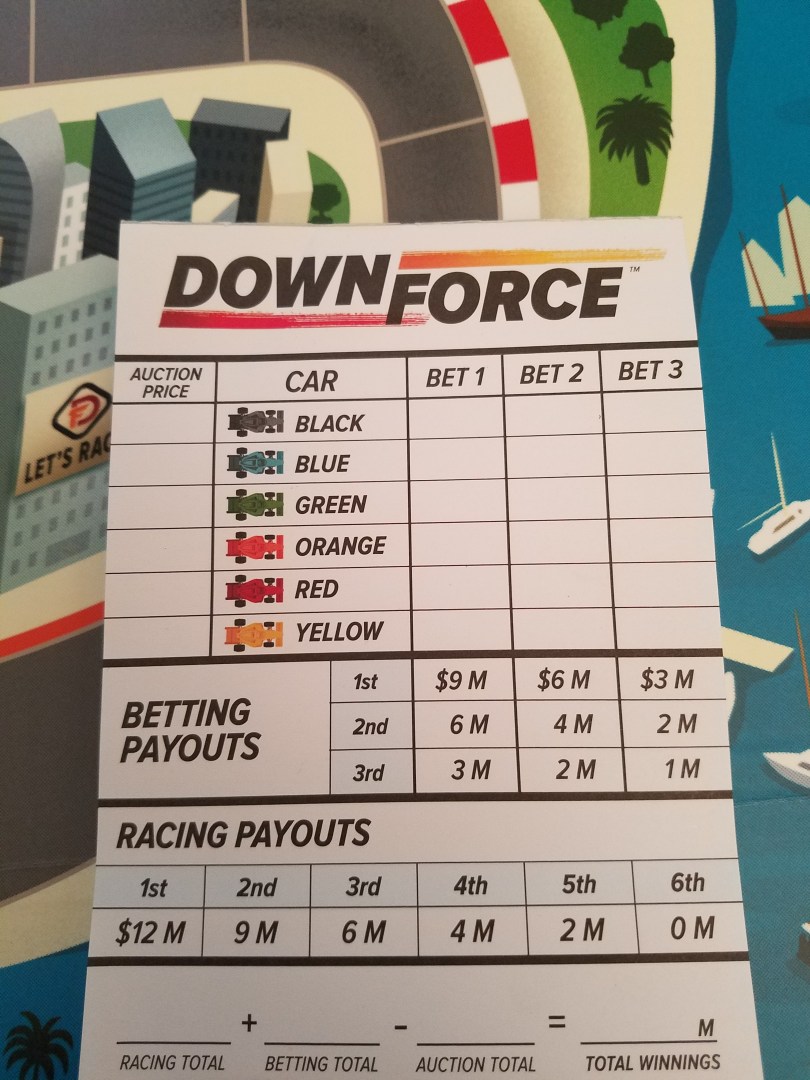 DOWNFORCE™
AUCTION PRICE CAR BET 1 BET 2 BET 3
BLACK
BLUE
GREEN
ORANGE
RED
YELLOW
LET'S RAC
BETTING PAYOUTS
1st $9 M $6 M $3 M
2nd 6 M 4 M 2 M
3rd 3 M 2 M 1 M
RACING PAYOUTS
1st 2nd 3rd 4th 5th 6th
$12 M 9 M 6 M 4 M 2 M 0 M
+ - = M
RACING TOTAL BETTING TOTAL AUCTION TOTAL TOTAL WINNINGS